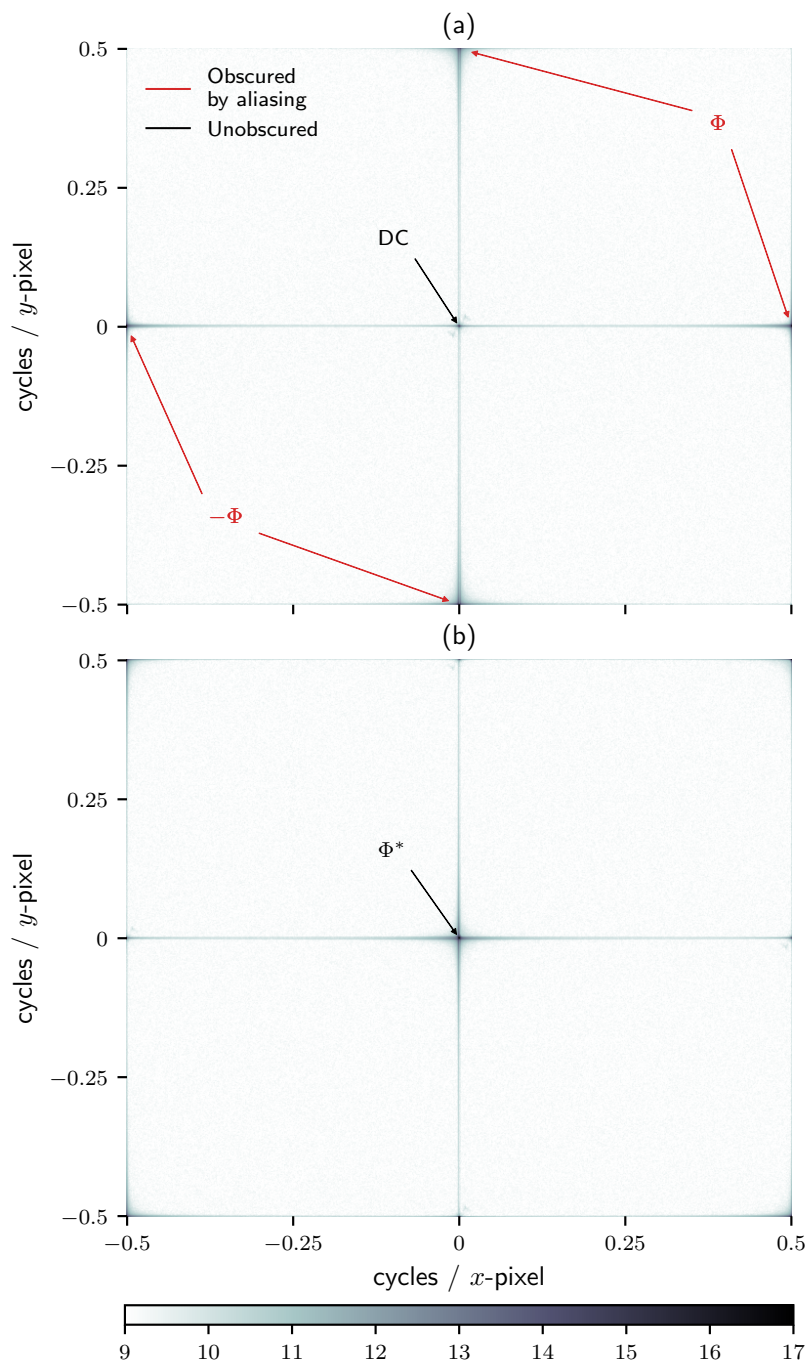 (a)
0.5
Obscured
by aliasing
Unobscured
Φ
0.25
DC
0
cycles / y-pixel
−0.25
−Φ
−0.5
(b)
0.5
0.25
Φ*
0
cycles / y-pixel
−0.25
−0.5
−0.5 −0.25 0 0.25 0.5
cycles / x-pixel
9 10 11 12 13 14 15 16 17